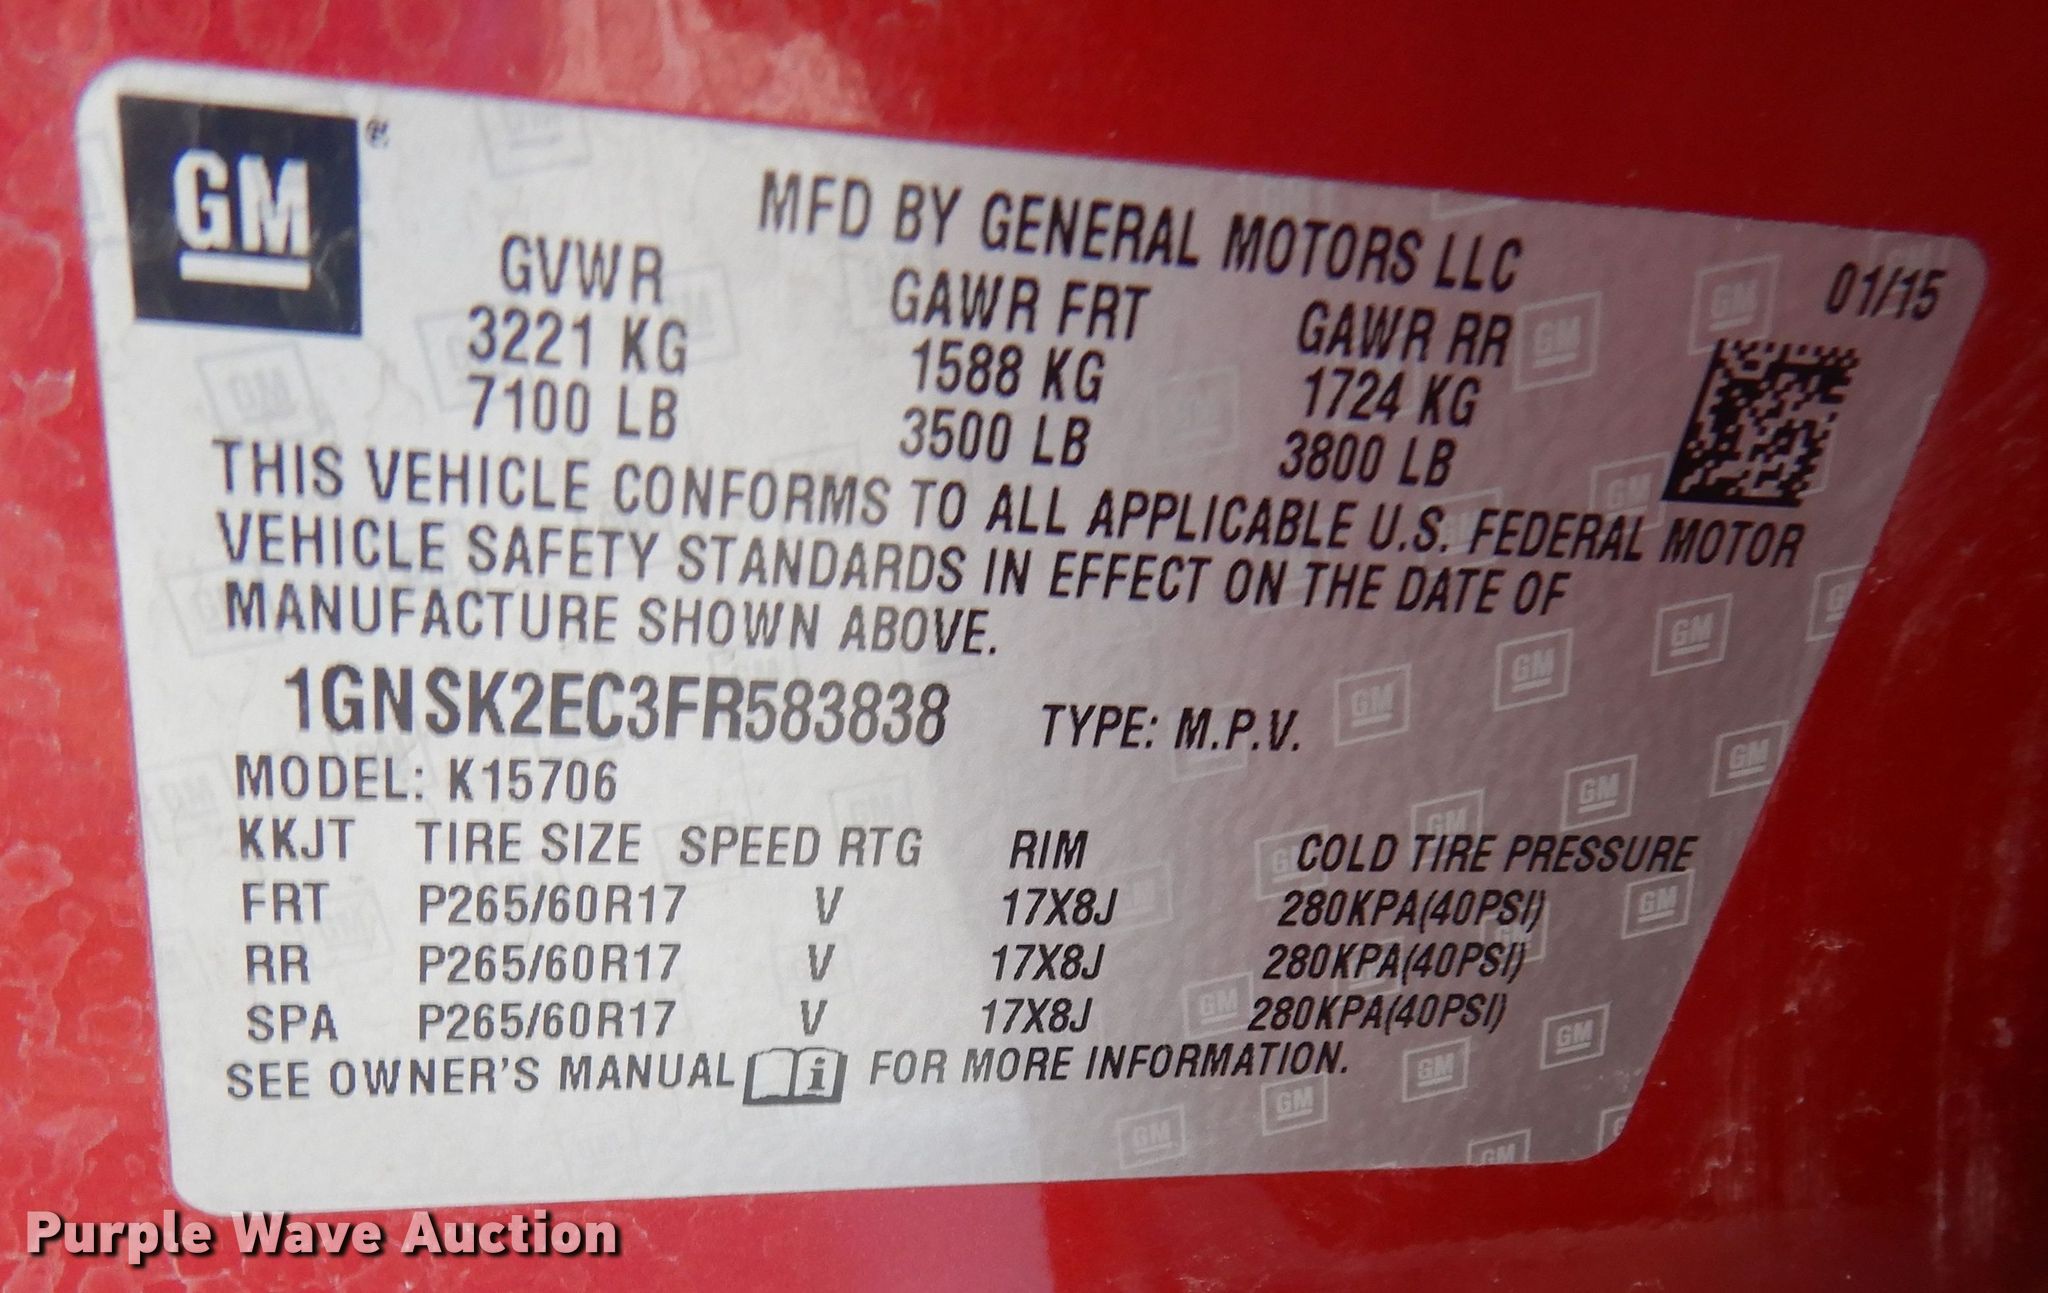 GM
®
MFD BY GENERAL MOTORS LLC
01/15
GVWR GAWR FRT GAWR RR
3221 KG 1588 KG 1724 KG
7100 LB 3500 LB 3800 LB
THIS VEHICLE CONFORMS TO ALL APPLICABLE U.S. FEDERAL MOTOR
VEHICLE SAFETY STANDARDS IN EFFECT ON THE DATE OF
MANUFACTURE SHOWN ABOVE.
1GNSK2EC3FR583838 TYPE: M.P.V.
MODEL: K15706
KKJT TIRE SIZE SPEED RTG RIM COLD TIRE PRESSURE
FRT P265/60R17 V 17X8J 280KPA(40PSI)
RR P265/60R17 V 17X8J 280KPA(40PSI)
SPA P265/60R17 V 17X8J 280KPA(40PSI)
SEE OWNER'S MANUAL i FOR MORE INFORMATION.
Purple Wave Auction